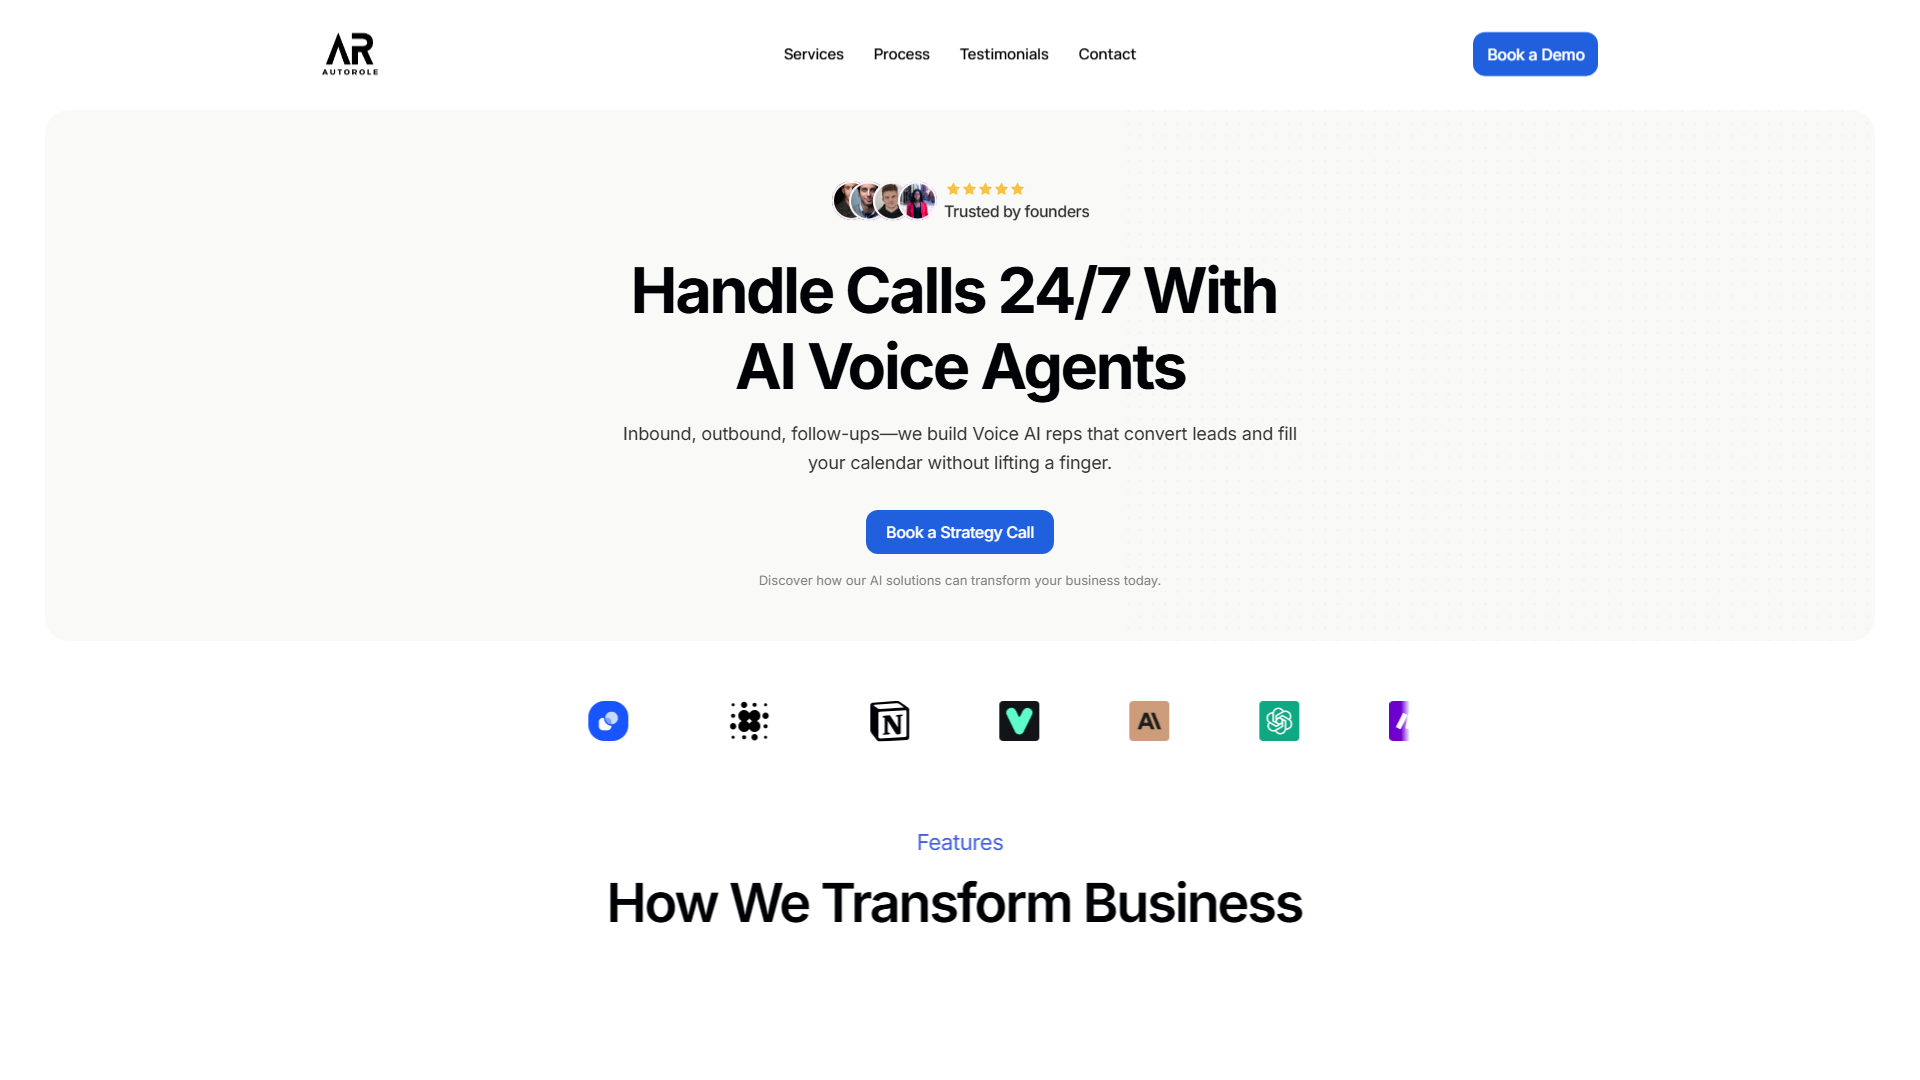 AR
AUTOROLE
Services
Process
Testimonials
Contact
Book a Demo
Trusted by founders
Handle Calls 24/7 With
AI Voice Agents
Inbound, outbound, follow-ups—we build Voice AI reps that convert leads and fill
your calendar without lifting a finger.
Book a Strategy Call
Discover how our AI solutions can transform your business today.
N
A\
Features
How We Transform Business